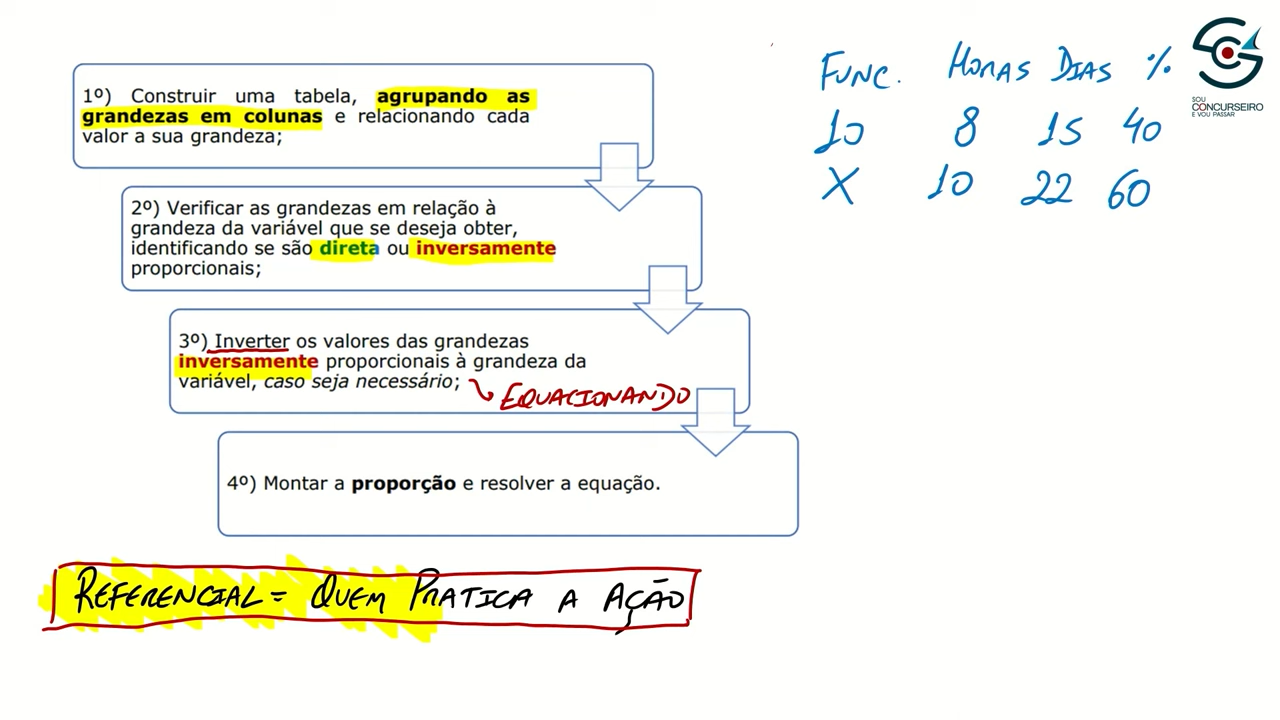 1º) Construir uma tabela, agrupando as
grandezas em colunas e relacionando cada
valor a sua grandeza;
2º) Verificar as grandezas em relação à
grandeza da variável que se deseja obter,
identificando se são direta ou inversamente
proporcionais;
3º) Inverter os valores das grandezas
inversamente proporcionais à grandeza da
variável, caso seja necessário;
EQUACIONANDO
4º) Montar a proporção e resolver a equação.
REFERENCIAL = QUEM PRATICA A AÇÃO
FUNC. HORAS DIAS %
10 8 15 40
X 10 22 60
SOU
CONCURSEIRO
E VOU PASSAR